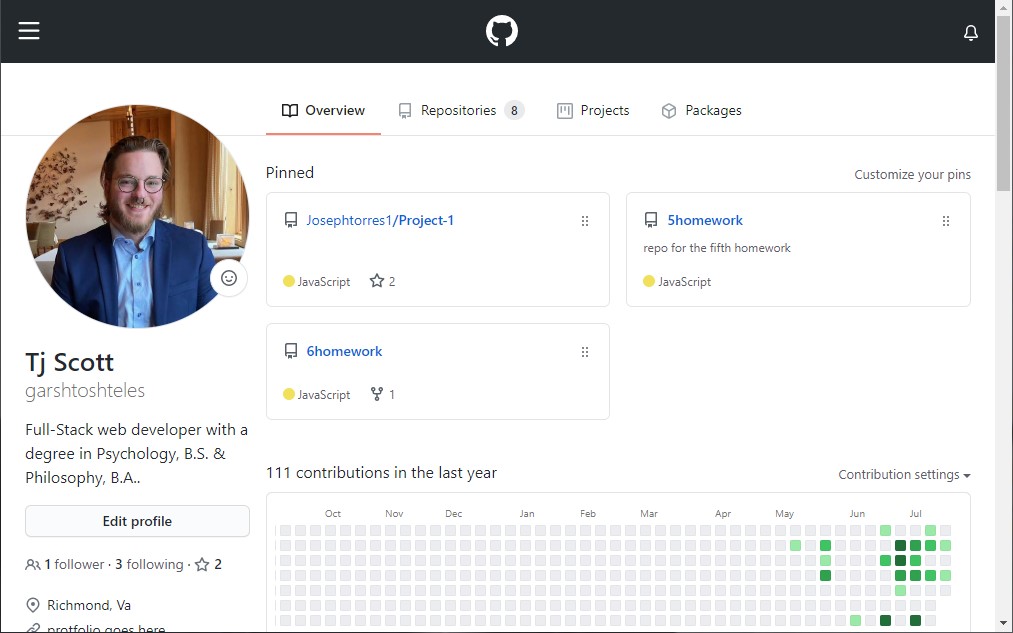 Overview
Repositories 8
Projects
Packages
Pinned
Customize your pins
Josephtorres1/Project-1
JavaScript 2
5homework
repo for the fifth homework
JavaScript
6homework
JavaScript 1
Tj Scott
garshtoshteles
Full-Stack web developer with a
degree in Psychology, B.S. &
Philosophy, B.A..
Edit profile
1 follower · 3 following · 2
Richmond, Va
protfolio goes here
111 contributions in the last year
Contribution settings
Oct Nov Dec Jan Feb Mar Apr May Jun Jul